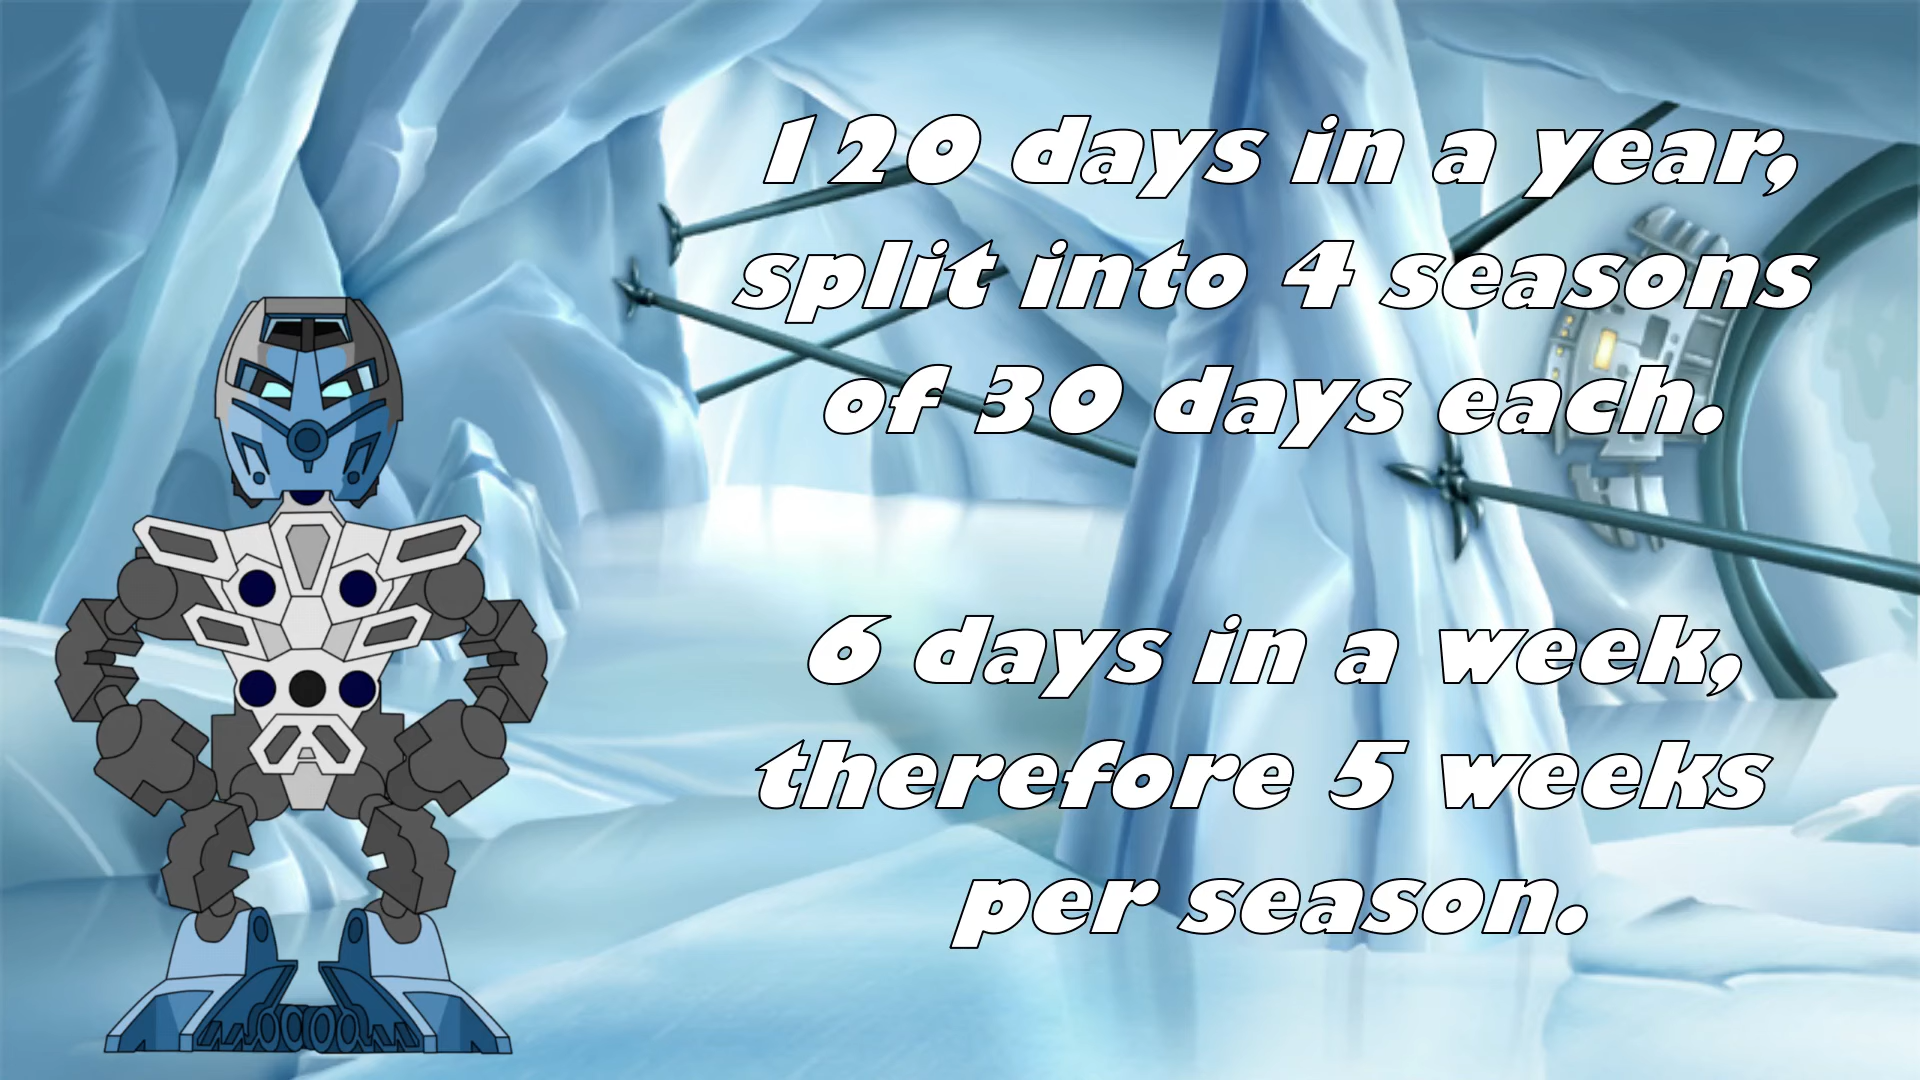 120 days in a year,
split into 4 seasons
of 30 days each.
6 days in a week,
therefore 5 weeks
per season.